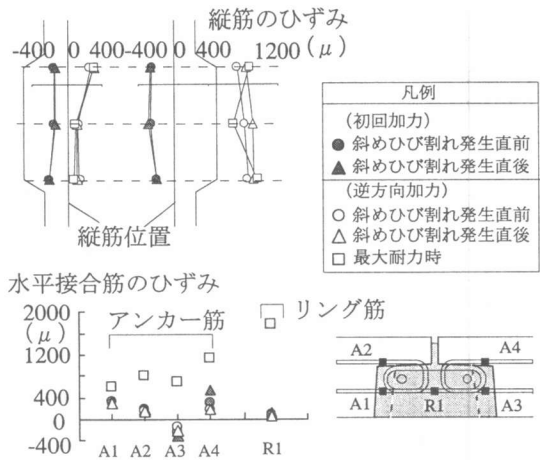 縦筋のひずみ
-400 0 400 -400 0 400 1200(μ)
縦筋位置
凡例
(初回加力)
● 斜めひび割れ発生直前
▲ 斜めひび割れ発生直後
(逆方向加力)
○ 斜めひび割れ発生直前
△ 斜めひび割れ発生直後
□ 最大耐力時
水平接合筋のひずみ
2000
(μ)
1200
400
0
-400
アンカー筋
リング筋
A1 A2 A3 A4 R1
A2 A4
A1 R1 A3